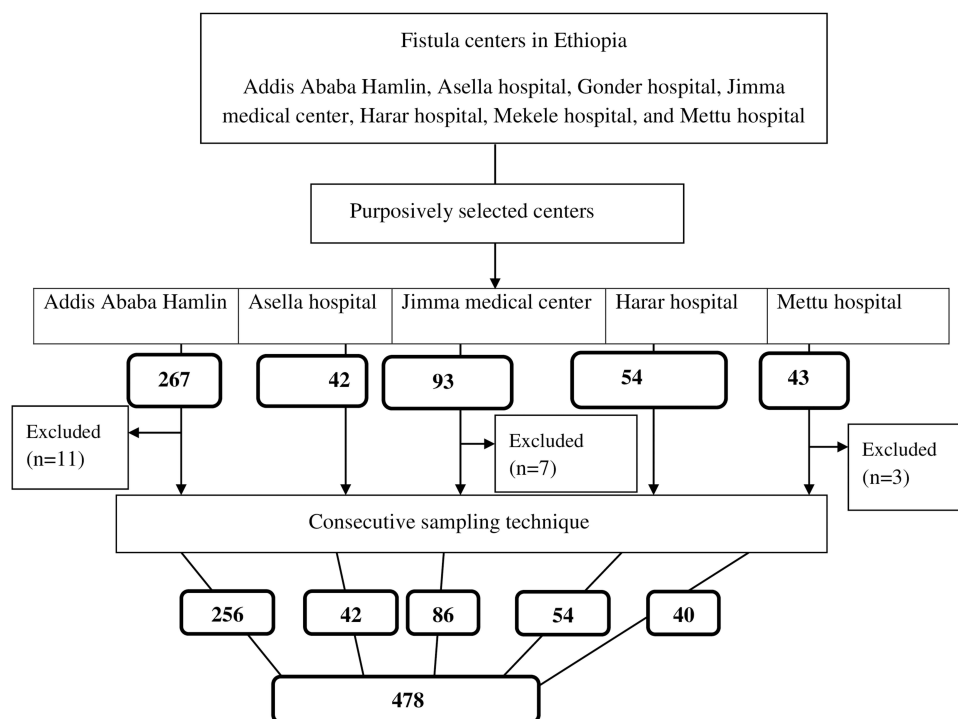 Fistula centers in Ethiopia
Addis Ababa Hamlin, Asella hospital, Gonder hospital, Jimma
medical center, Harar hospital, Mekele hospital, and Mettu hospital
Purposively selected centers
Addis Ababa Hamlin Asella hospital Jimma medical center Harar hospital Mettu hospital
267 42 93 54 43
Excluded
(n=11)
Excluded
(n=7)
Excluded
(n=3)
Consecutive sampling technique
256 42 86 54 40
478